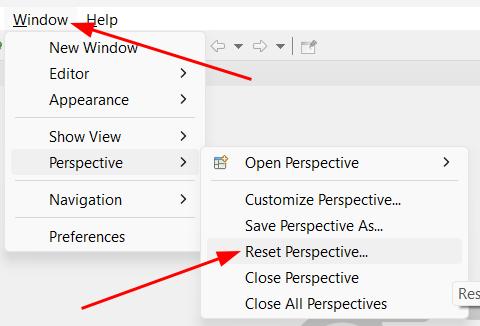 Window Help
New Window
Editor
Appearance
Show View
Perspective
Navigation
Preferences
Open Perspective
Customize Perspective...
Save Perspective As...
Reset Perspective...
Close Perspective
Close All Perspectives
Res